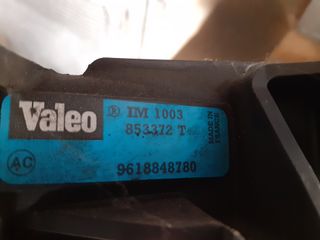 Valeo ® IM 1003
853372 T
MADE IN
FRANCE
AC
9618848780